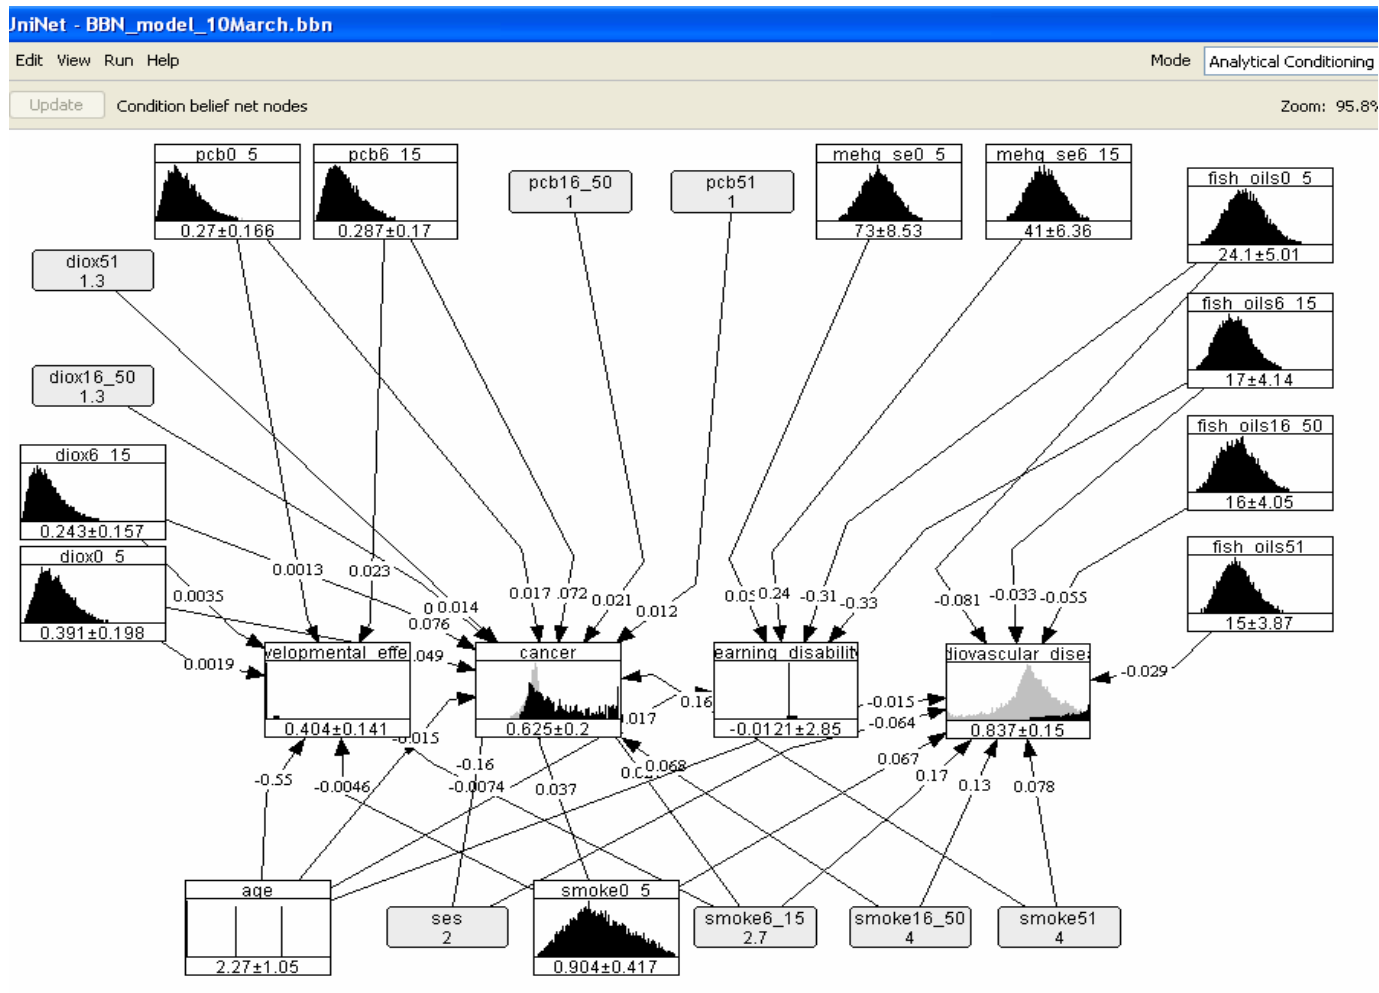 JniNet - BBN_model_10March.bbn
Edit View Run Help
Mode Analytical Conditioning
Update Condition belief net nodes
Zoom: 95.8%
pcb0_5
0.27±0.166
pcb6_15
0.287±0.17
pcb16_50
1
pcb51
1
mehg_se0_5
73±8.53
mehg_se6_15
41±6.36
fish_oils0_5
24.1±5.01
diox51
1.3
fish_oils6_15
17±4.14
diox16_50
1.3
fish_oils16_50
16±4.05
diox6_15
0.243±0.157
diox0_5
0.391±0.198
fish_oils51
15±3.87
0.0035
0.0013
0.023
0.014
0.076
0.017
.072
0.021
0.012
0.24
-0.31
-0.33
-0.081
-0.033
-0.055
0.0019
.049
-0.029
velopmental_effe
0.404±0.141
cancer
0.625±0.2
earning_disabilit
-0.0121±2.85
diovascular_disea
0.837±0.15
0.16
.017
-0.015
-0.064
.015
-0.16
0.068
0.067
-0.55
-0.0046
-0.0074
0.037
0.17
0.13
0.078
age
2.27±1.05
ses
2
smoke0_5
0.904±0.417
smoke6_15
2.7
smoke16_50
4
smoke51
4